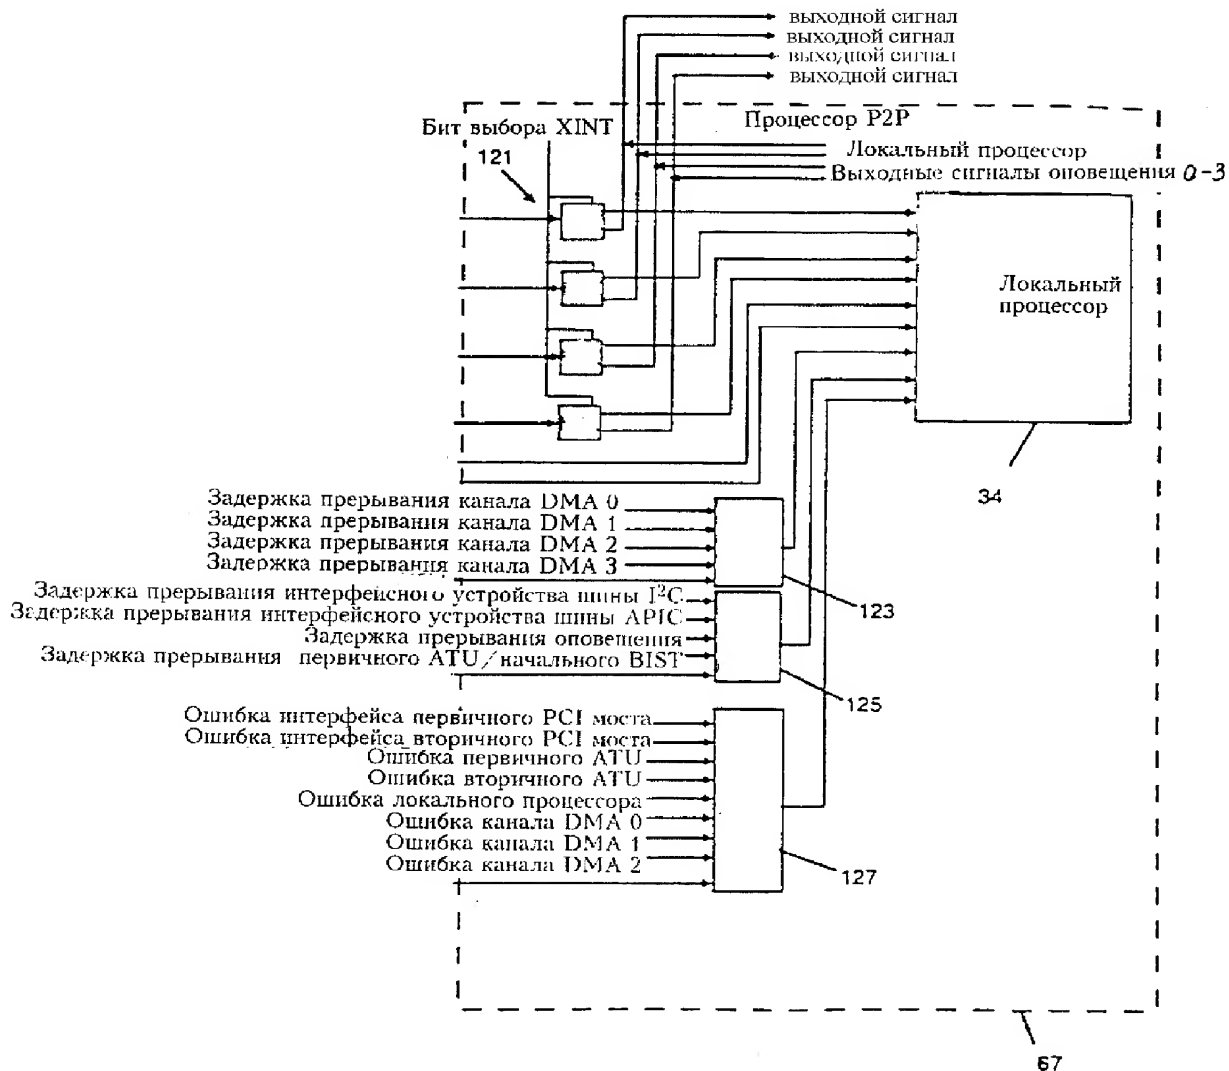 выходной сигнал
выходной сигнал
выходной сигнал
выходной сигнал
Бит выбора XINT
Процессор P2P
121
Локальный процессор
Выходные сигналы оповещения 0-3
Локальный
процессор
34
Задержка прерывания канала DMA 0
Задержка прерывания канала DMA 1
Задержка прерывания канала DMA 2
Задержка прерывания канала DMA 3
123
Задержка прерывания интерфейсного устройства шины I²C
Задержка прерывания интерфейсного устройства шины APIC
Задержка прерывания оповещения
Задержка прерывания первичного ATU/начального BIST
125
Ошибка интерфейса первичного PCI моста
Ошибка интерфейса вторичного PCI моста
Ошибка первичного ATU
Ошибка вторичного ATU
Ошибка локального процессора
Ошибка канала DMA 0
Ошибка канала DMA 1
Ошибка канала DMA 2
127
67